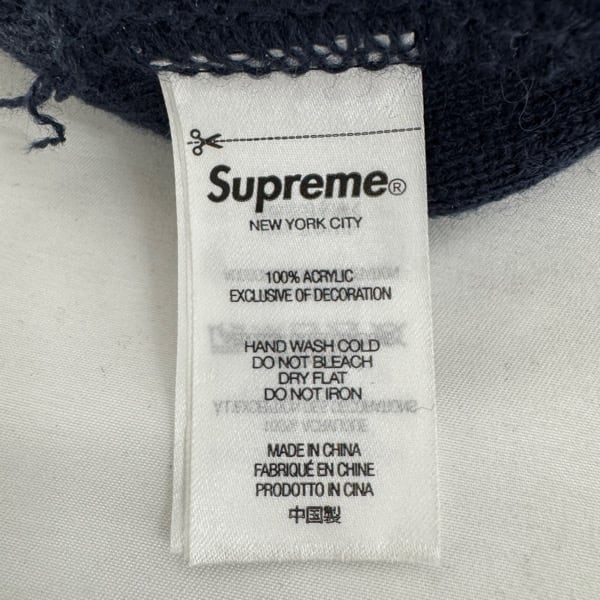 Supreme®
NEW YORK CITY
100% ACRYLIC
EXCLUSIVE OF DECORATION
HAND WASH COLD
DO NOT BLEACH
DRY FLAT
DO NOT IRON
MADE IN CHINA
FABRIQUÉ EN CHINE
PRODOTTO IN CINA
中国製